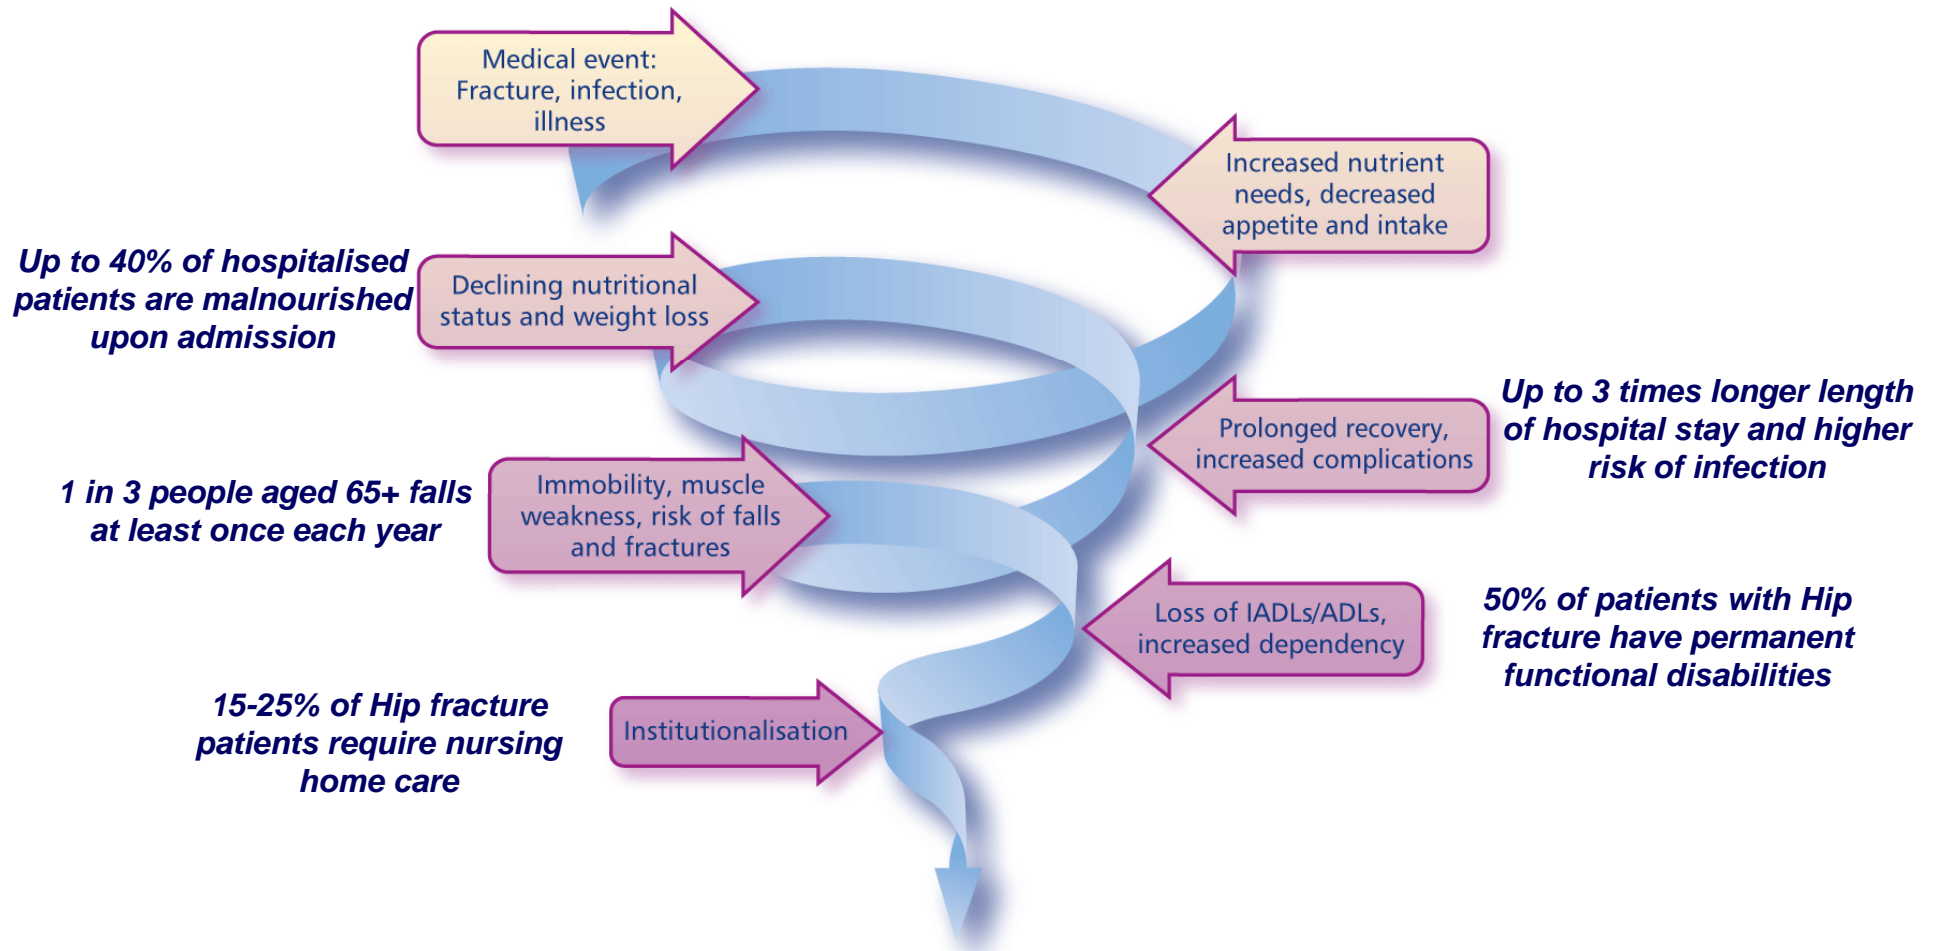 Medical event:
Fracture, infection,
illness
Increased nutrient
needs, decreased
appetite and intake
Up to 40% of hospitalised
patients are malnourished
upon admission
Declining nutritional
status and weight loss
Prolonged recovery,
increased complications
Up to 3 times longer length
of hospital stay and higher
risk of infection
1 in 3 people aged 65+ falls
at least once each year
Immobility, muscle
weakness, risk of falls
and fractures
Loss of IADLs/ADLs,
increased dependency
50% of patients with Hip
fracture have permanent
functional disabilities
15-25% of Hip fracture
patients require nursing
home care
Institutionalisation